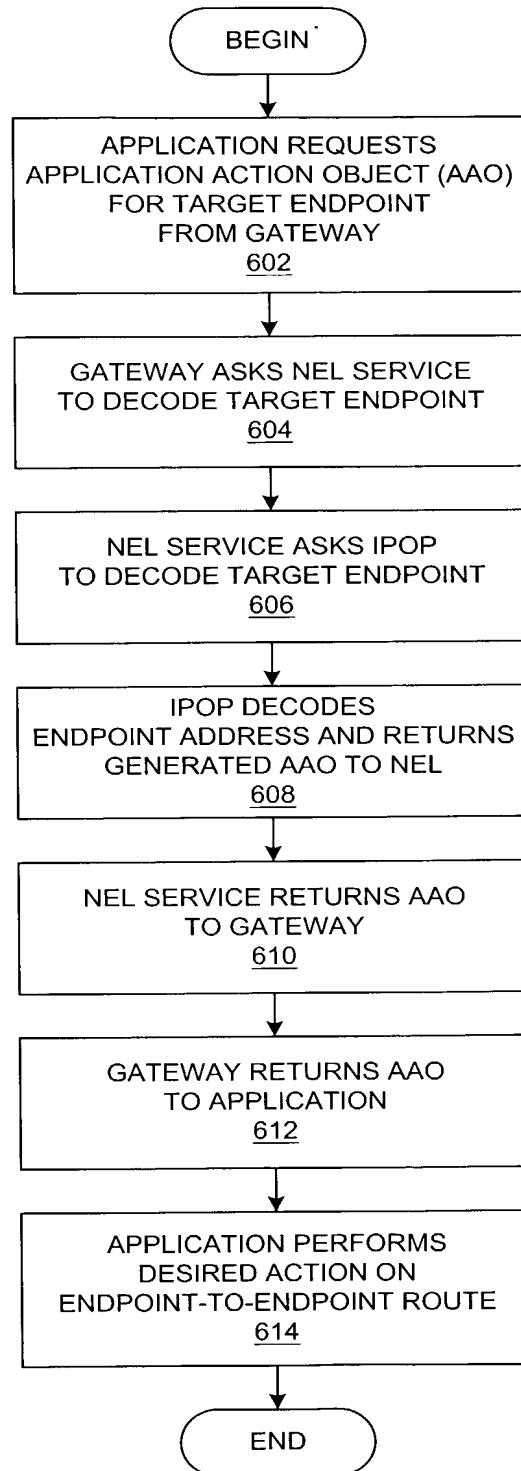 BEGIN
APPLICATION REQUESTS
APPLICATION ACTION OBJECT (AAO)
FOR TARGET ENDPOINT
FROM GATEWAY
602
GATEWAY ASKS NEL SERVICE
TO DECODE TARGET ENDPOINT
604
NEL SERVICE ASKS IPOP
TO DECODE TARGET ENDPOINT
606
IPOP DECODES
ENDPOINT ADDRESS AND RETURNS
GENERATED AAO TO NEL
608
NEL SERVICE RETURNS AAO
TO GATEWAY
610
GATEWAY RETURNS AAO
TO APPLICATION
612
APPLICATION PERFORMS
DESIRED ACTION ON
ENDPOINT-TO-ENDPOINT ROUTE
614
END